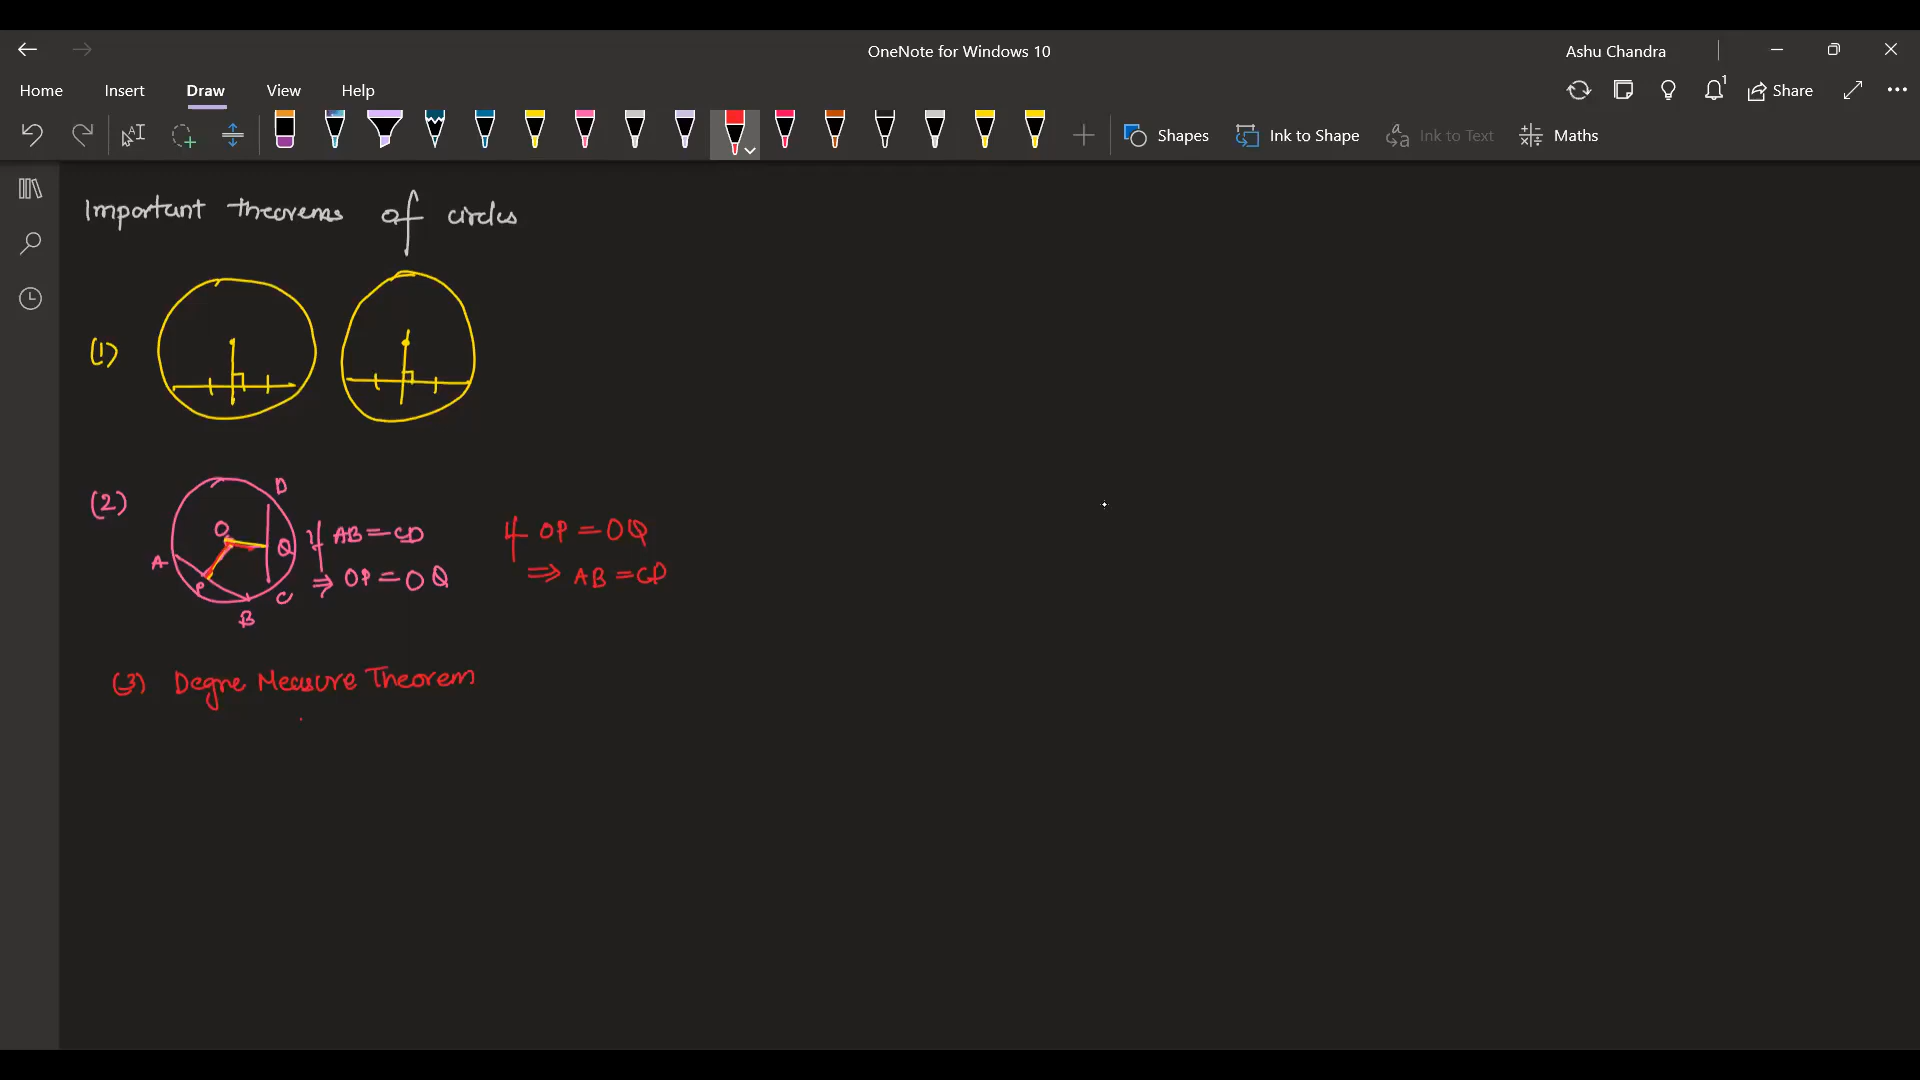 OneNote for Windows 10
Ashu Chandra
Home Insert Draw View Help
1
Share
Shapes
Ink to Shape
Ink to Text
Maths
Important Theorems of circles
(1)
(2)
D
O
Q
A
P
C
B
If AB = CD
⇒ OP = OQ
If OP = OQ
⇒ AB = CD
(3) Degree Measure Theorem